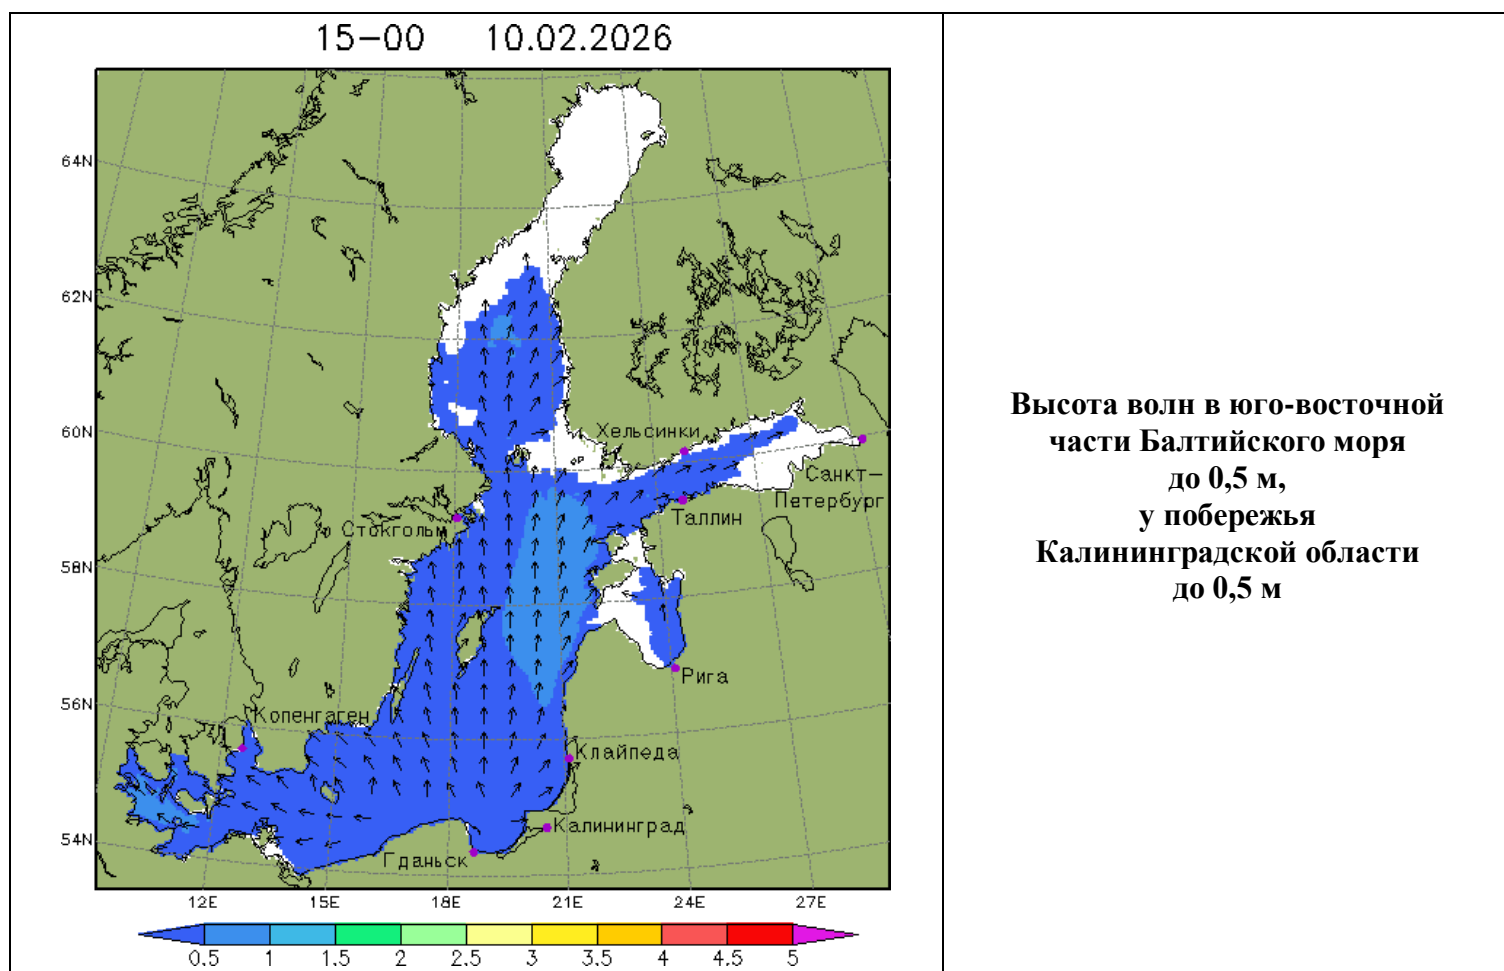 15-00 10.02.2026
64N
62N
60N
58N
56N
54N
Хельсинки
Санкт-
Петербург
Таллин
Стокгольм
Рига
Копенгаген
Клайпеда
Калининград
Гданьск
12E 15E 18E 21E 24E 27E
0.5 1 1.5 2 2.5 3 3.5 4 4.5 5
Высота волн в юго-восточной
части Балтийского моря
до 0,5 м,
у побережья
Калининградской области
до 0,5 м